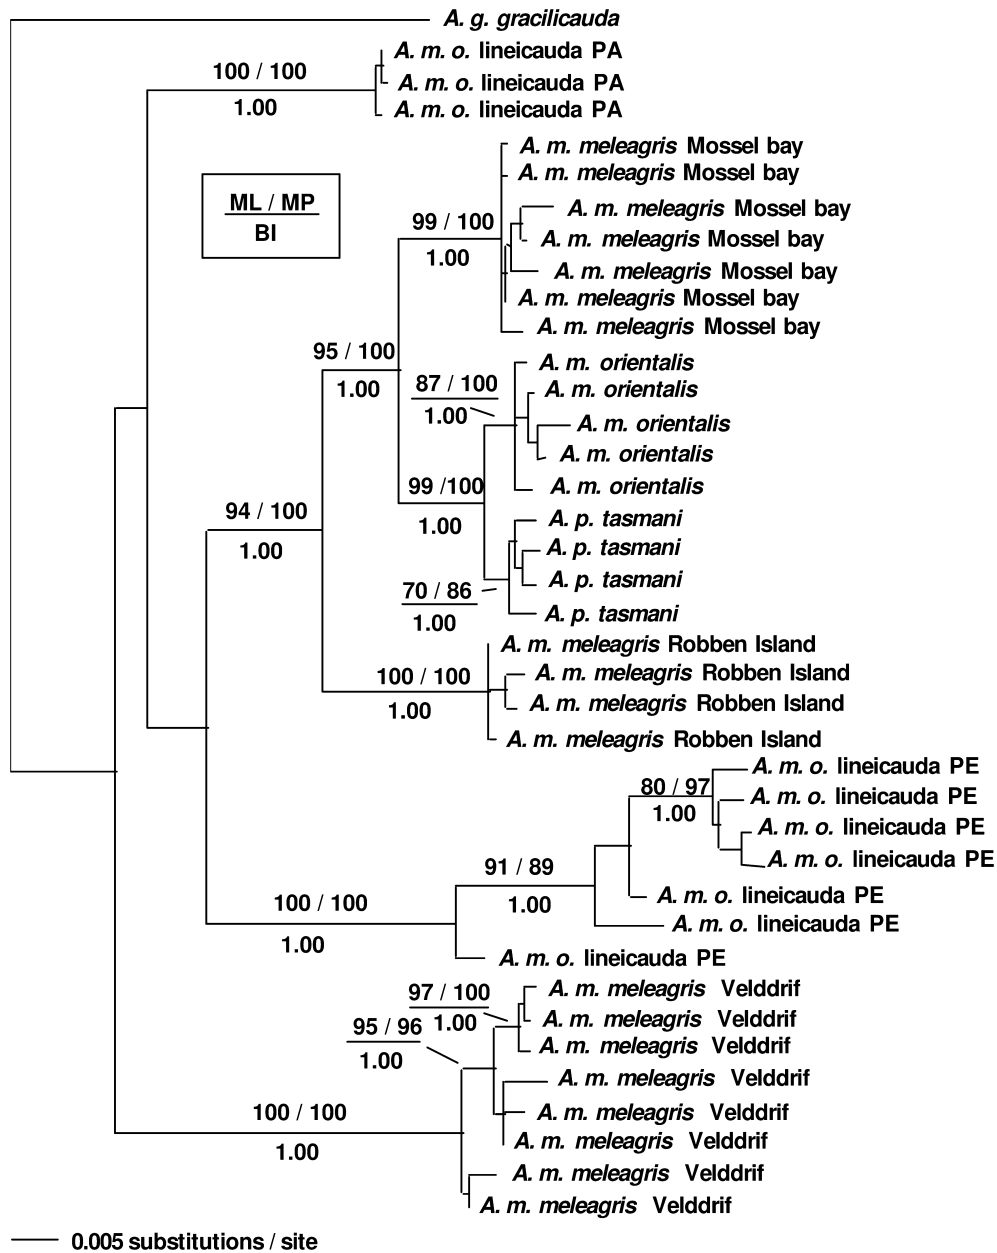 A. g. gracilicauda
A. m. o. lineicauda PA
100 / 100
A. m. o. lineicauda PA
1.00
A. m. o. lineicauda PA
A. m. meleagris Mossel bay
A. m. meleagris Mossel bay
ML / MP
BI
A. m. meleagris Mossel bay
99 / 100
A. m. meleagris Mossel bay
1.00
A. m. meleagris Mossel bay
A. m. meleagris Mossel bay
A. m. meleagris Mossel bay
95 / 100
1.00
A. m. orientalis
87 / 100
A. m. orientalis
1.00
A. m. orientalis
A. m. orientalis
99 /100
A. m. orientalis
94 / 100
1.00
A. p. tasmani
1.00
A. p. tasmani
A. p. tasmani
70 / 86
A. p. tasmani
1.00
A. m. meleagris Robben Island
100 / 100
A. m. meleagris Robben Island
1.00
A. m. meleagris Robben Island
A. m. meleagris Robben Island
A. m. o. lineicauda PE
80 / 97
A. m. o. lineicauda PE
1.00
A. m. o. lineicauda PE
A. m. o. lineicauda PE
91 / 89
A. m. o. lineicauda PE
100 / 100
1.00
A. m. o. lineicauda PE
1.00
A. m. o. lineicauda PE
97 / 100
A. m. meleagris Velddrif
1.00
A. m. meleagris Velddrif
95 / 96
A. m. meleagris Velddrif
1.00
A. m. meleagris Velddrif
100 / 100
A. m. meleagris Velddrif
1.00
A. m. meleagris Velddrif
A. m. meleagris Velddrif
A. m. meleagris Velddrif
0.005 substitutions / site